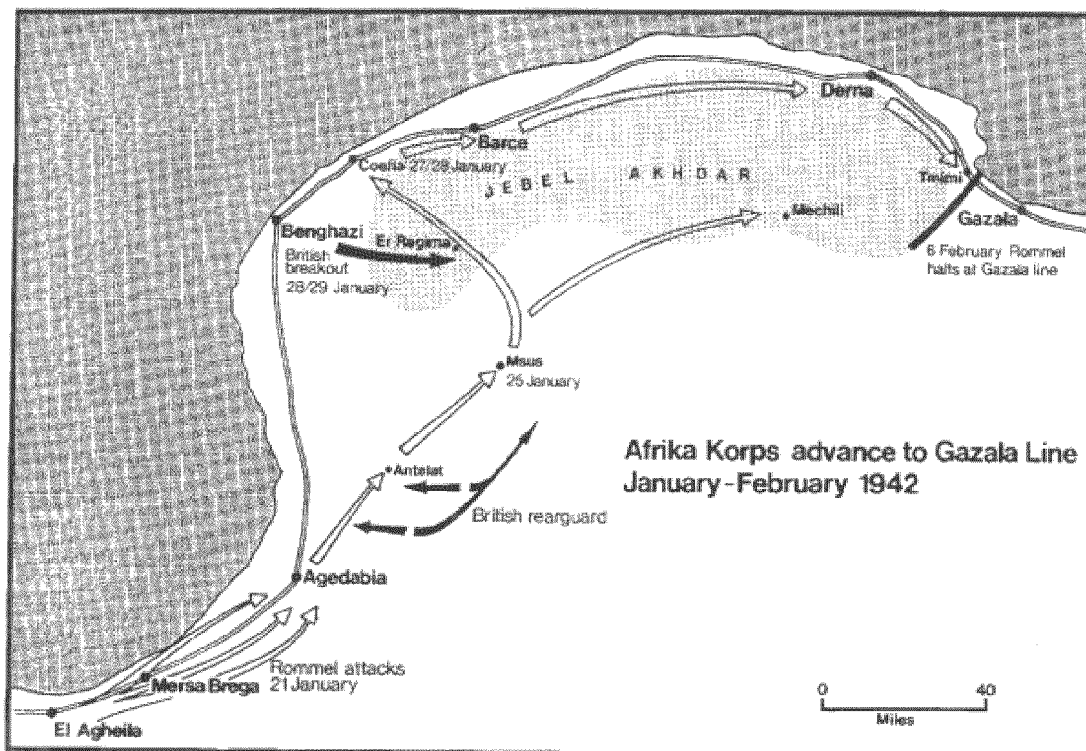 Derna
Barce
Coefia 27/28 January
JEBEL AKHDAR
Tmimi
Mechili
Gazala
Benghazi
Er Regima
British
breakout
28/29 January
6 February Rommel
halts at Gazala line
Msus
25 January
Afrika Korps advance to Gazala Line
January-February 1942
Antelat
British rearguard
Agedabia
Rommel attacks
21 January
Mersa Brega
El Agheila
0 40
Miles